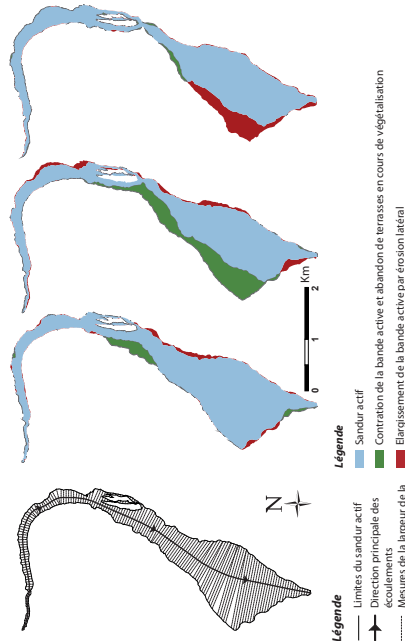 N
0 1 2
Km
Légende
Limites du sandur actif
Direction principale des
écoulements
Mesures de la largeur de la
Légende
Sandur actif
Contration de la bande active et abandon de terrasses en cours de végétalisation
Elargissement de la bande active par érosion latéral